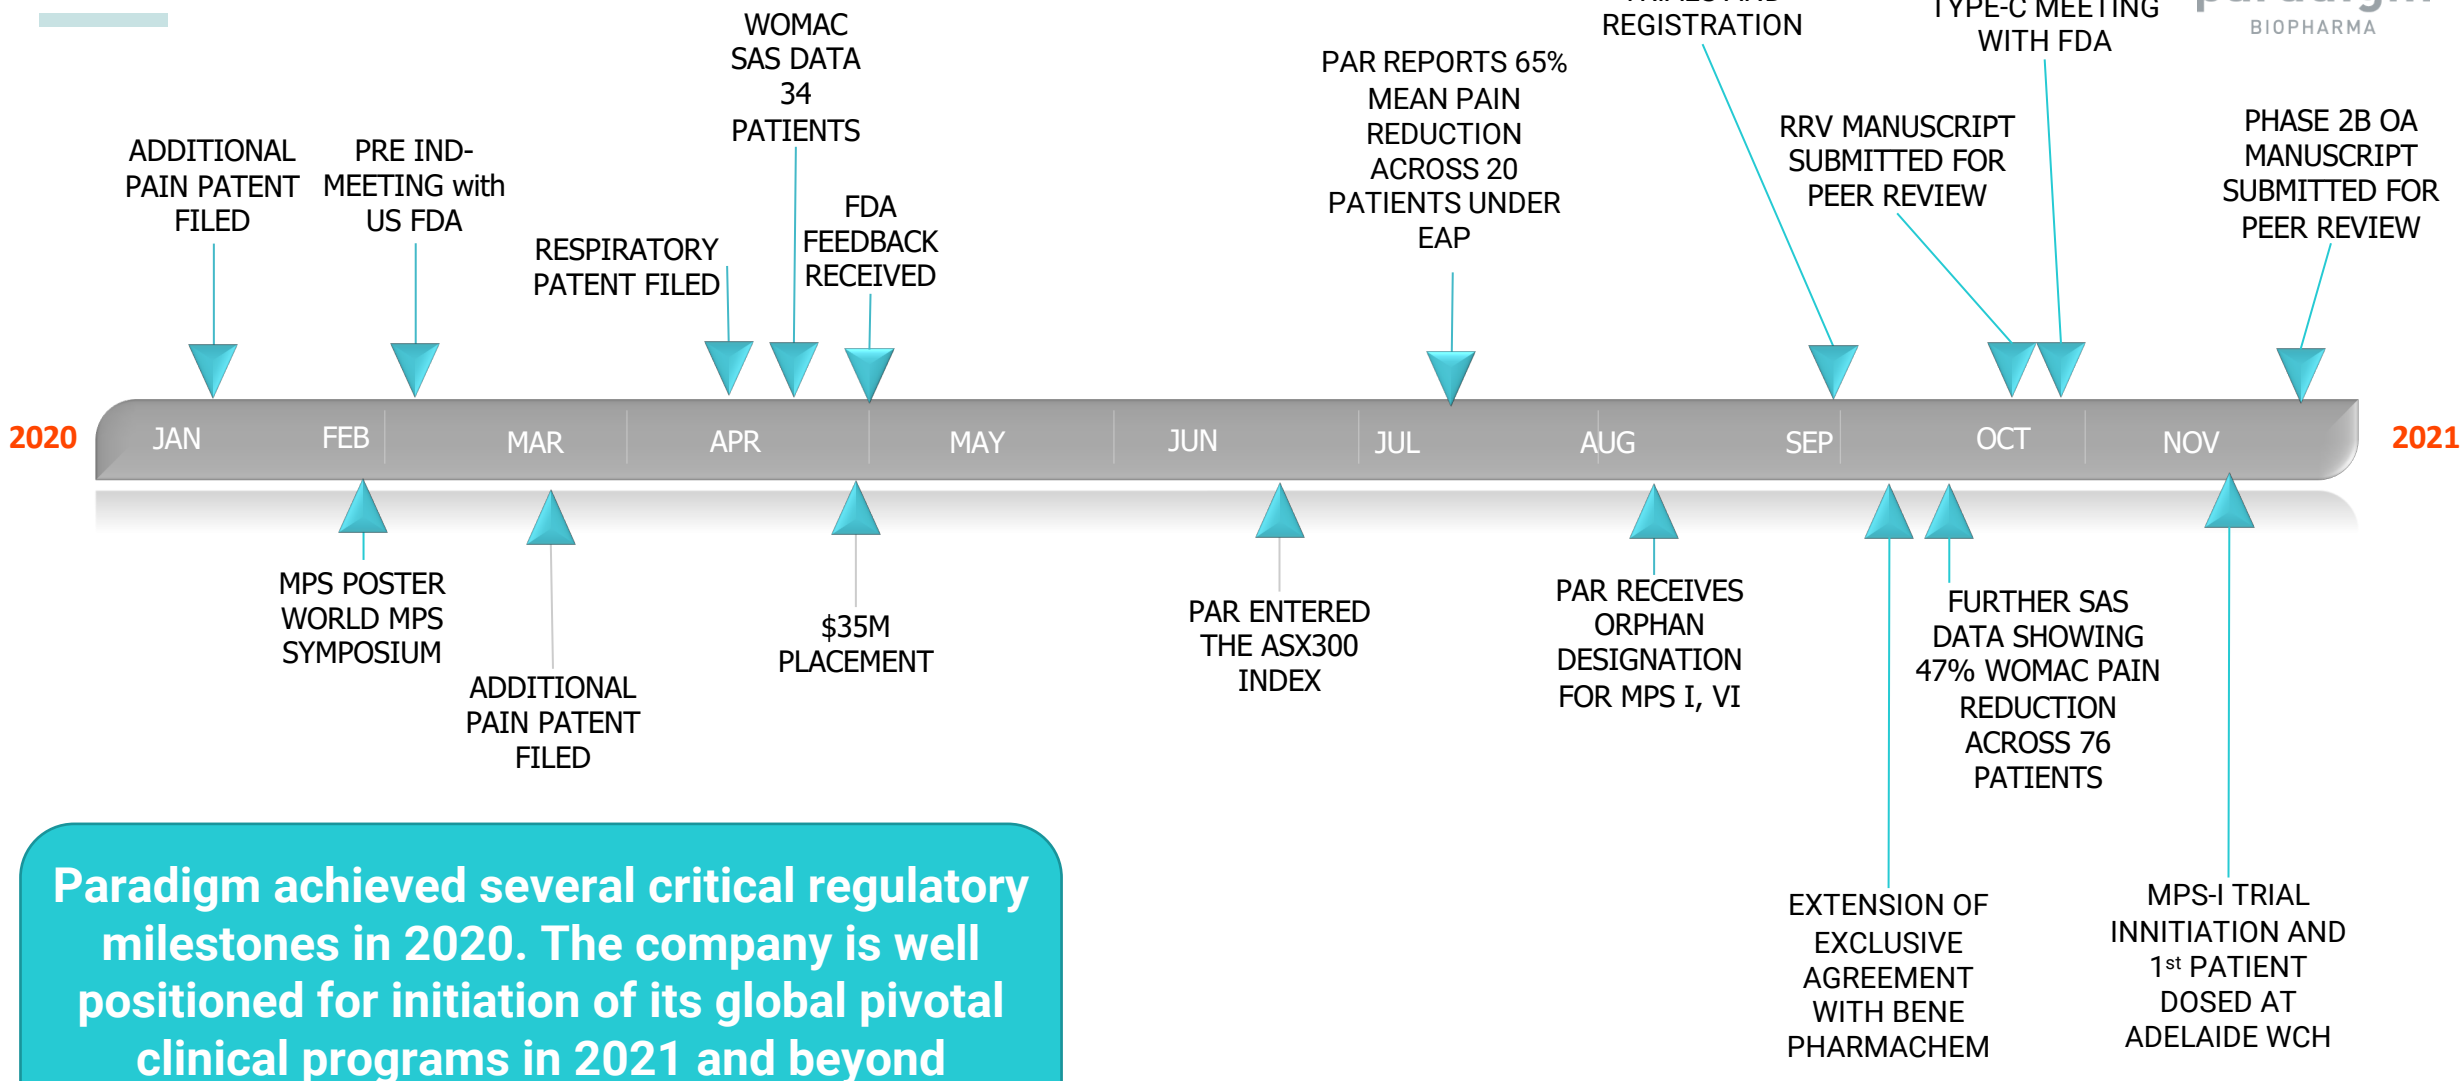 WOMAC
SAS DATA
34
PATIENTS
REGISTRATION
TYPE-C MEETING
WITH FDA
BIOPHARMA
ADDITIONAL
PAIN PATENT
FILED
PRE IND-
MEETING with
US FDA
RESPIRATORY
PATENT FILED
FDA
FEEDBACK
RECEIVED
PAR REPORTS 65%
MEAN PAIN
REDUCTION
ACROSS 20
PATIENTS UNDER
EAP
RRV MANUSCRIPT
SUBMITTED FOR
PEER REVIEW
PHASE 2B OA
MANUSCRIPT
SUBMITTED FOR
PEER REVIEW
2020
JAN
FEB
MAR
APR
MAY
JUN
JUL
AUG
SEP
OCT
NOV
2021
MPS POSTER
WORLD MPS
SYMPOSIUM
ADDITIONAL
PAIN PATENT
FILED
$35M
PLACEMENT
PAR ENTERED
THE ASX300
INDEX
PAR RECEIVES
ORPHAN
DESIGNATION
FOR MPS I, VI
FURTHER SAS
DATA SHOWING
47% WOMAC PAIN
REDUCTION
ACROSS 76
PATIENTS
EXTENSION OF
EXCLUSIVE
AGREEMENT
WITH BENE
PHARMACHEM
MPS-I TRIAL
INNITIATION AND
1st PATIENT
DOSED AT
ADELAIDE WCH
Paradigm achieved several critical regulatory
milestones in 2020. The company is well
positioned for initiation of its global pivotal
clinical programs in 2021 and beyond